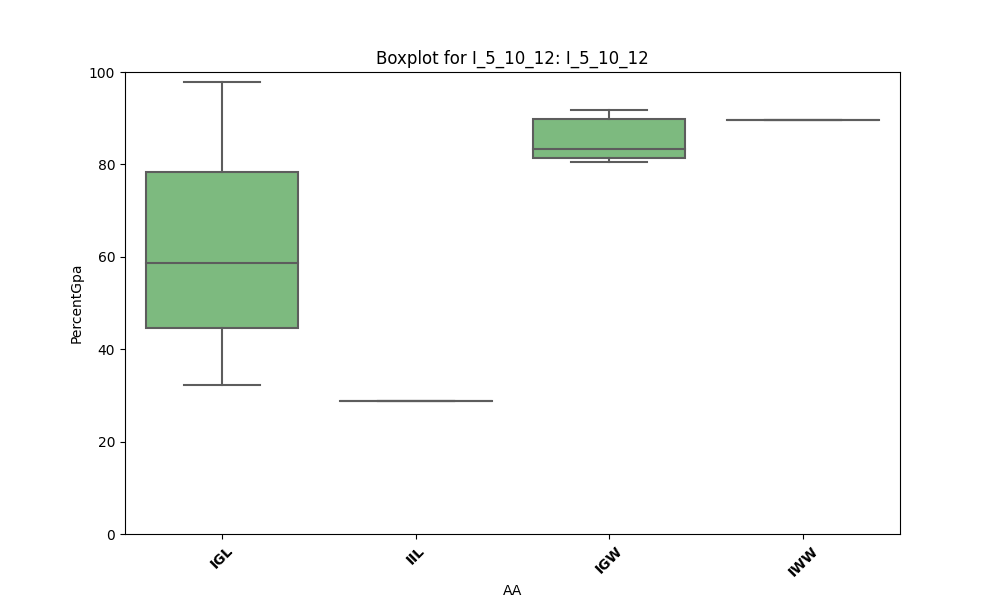 Boxplot for I_5_10_12: I_5_10_12
100
80
60
40
20
0
PercentGpa
IGL
IIL
IGW
IWW
AA